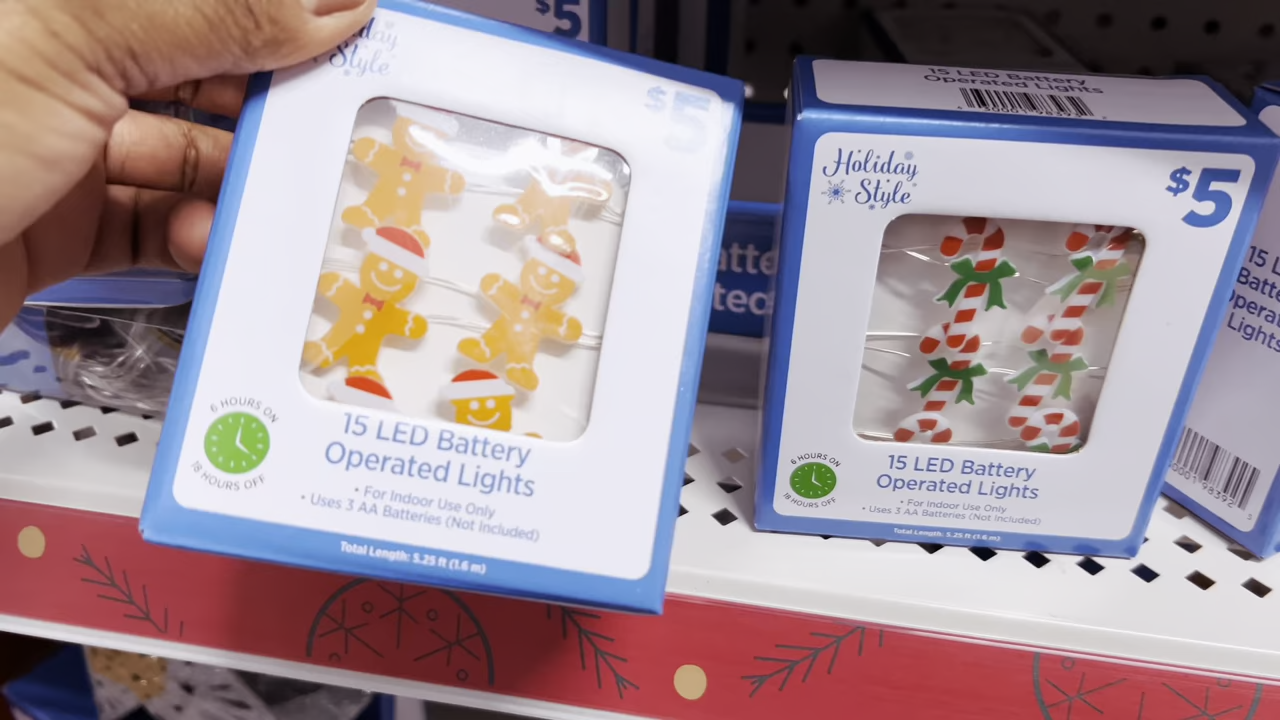 $5
day
Style
$5
15 LED Battery
Operated Lights
• For Indoor Use Only
• Uses 3 AA Batteries (Not Included)
Total Length: 5.25 ft (1.6 m)
6 HOURS ON
18 HOURS OFF
15 LED Battery
Operated Lights
Holiday
Style
$5
15 LED Battery
Operated Lights
• For Indoor Use Only
• Uses 3 AA Batteries (Not Included)
Total Length: 5.25 ft (1.6 m)
6 HOURS ON
18 HOURS OFF
15 L
Batte
Operat
Lights